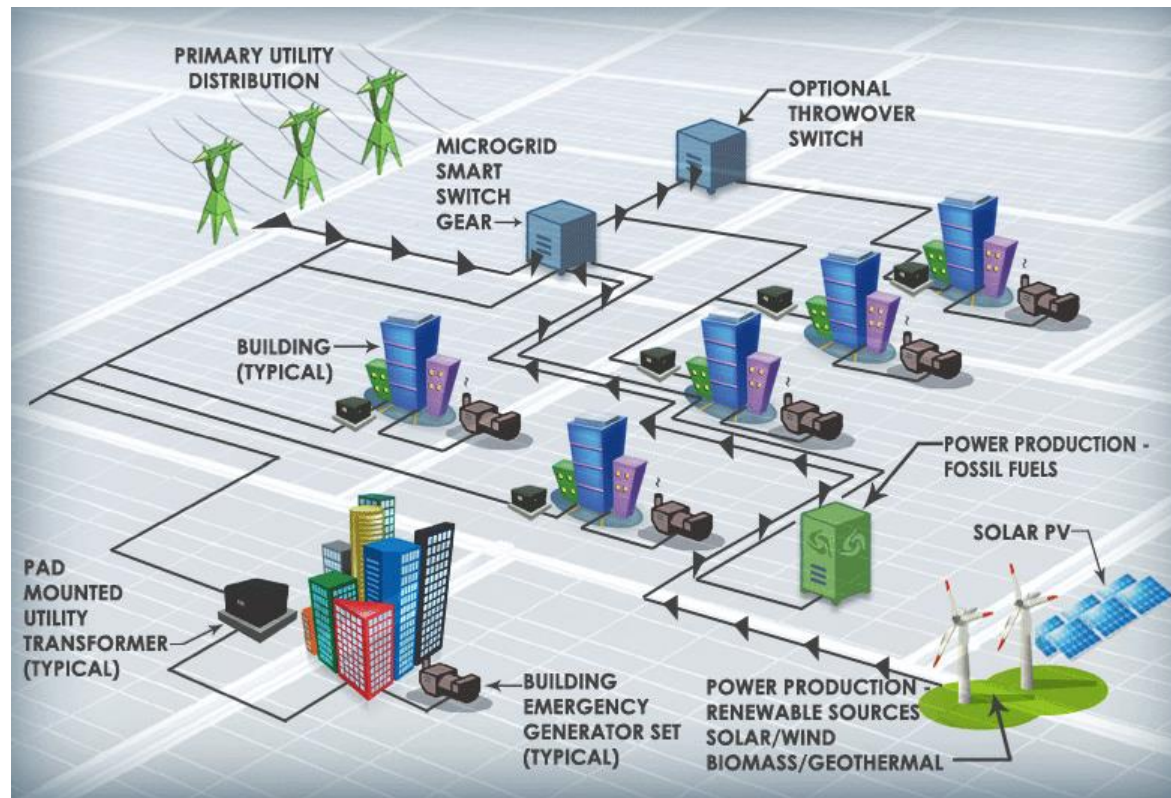 PRIMARY UTILITY
DISTRIBUTION
OPTIONAL
THROWOVER
SWITCH
MICROGRID
SMART
SWITCH
GEAR
BUILDING
(TYPICAL)
POWER PRODUCTION -
FOSSIL FUELS
SOLAR PV
PAD
MOUNTED
UTILITY
TRANSFORMER
(TYPICAL)
BUILDING
EMERGENCY
GENERATOR SET
(TYPICAL)
POWER PRODUCTION -
RENEWABLE SOURCES
SOLAR/WIND
BIOMASS/GEOTHERMAL